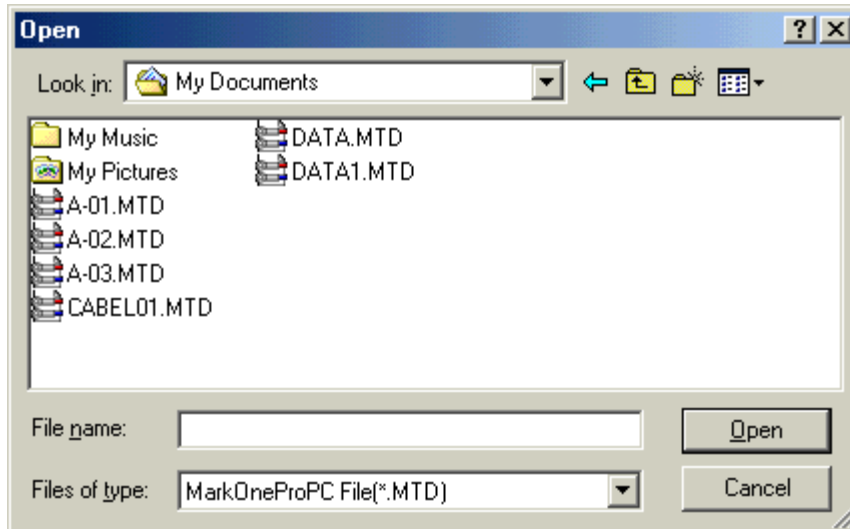 Open
Look in: My Documents
My Music
My Pictures
A-01.MTD
A-02.MTD
A-03.MTD
CABEL01.MTD
DATA.MTD
DATA1.MTD
File name:
Open
Files of type: MarkOneProPC File(*.MTD)
Cancel